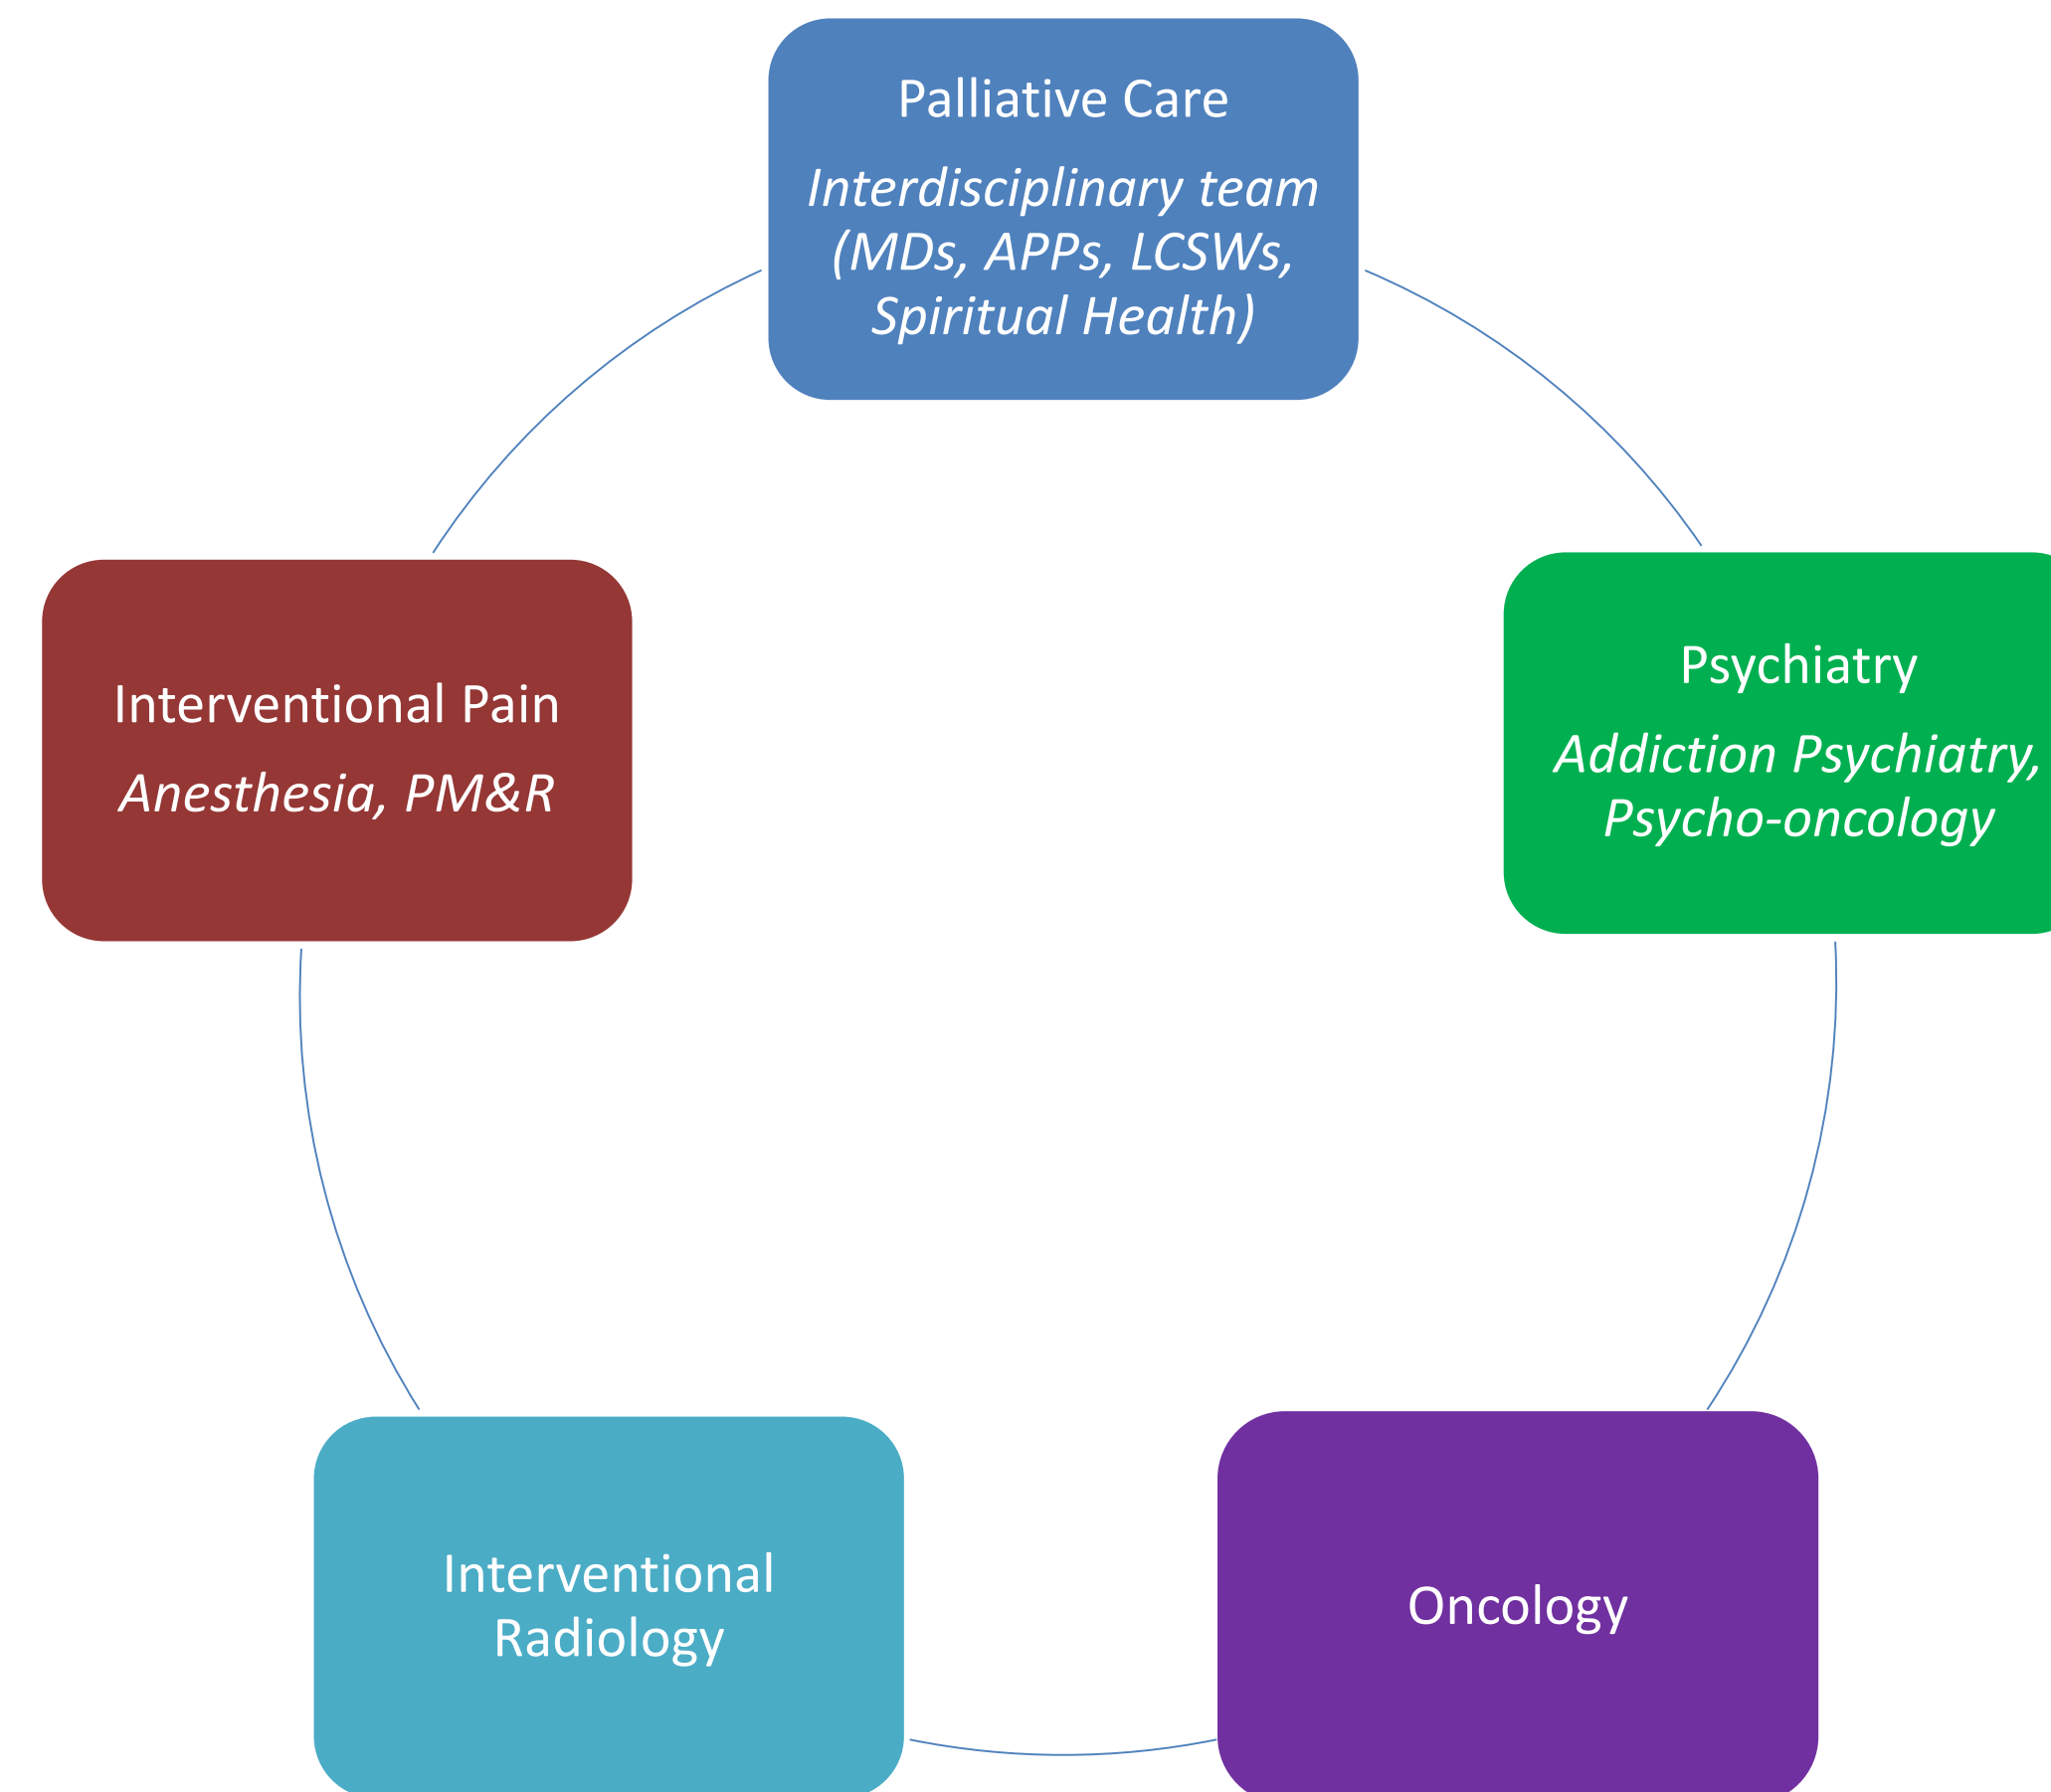 Palliative Care
Interdisciplinary team
(MDs, APPs, LCSWs,
Spiritual Health)
Psychiatry
Addiction Psychiatry,
Psycho-oncology
Interventional Pain
Anesthesia, PM&R
Interventional
Radiology
Oncology